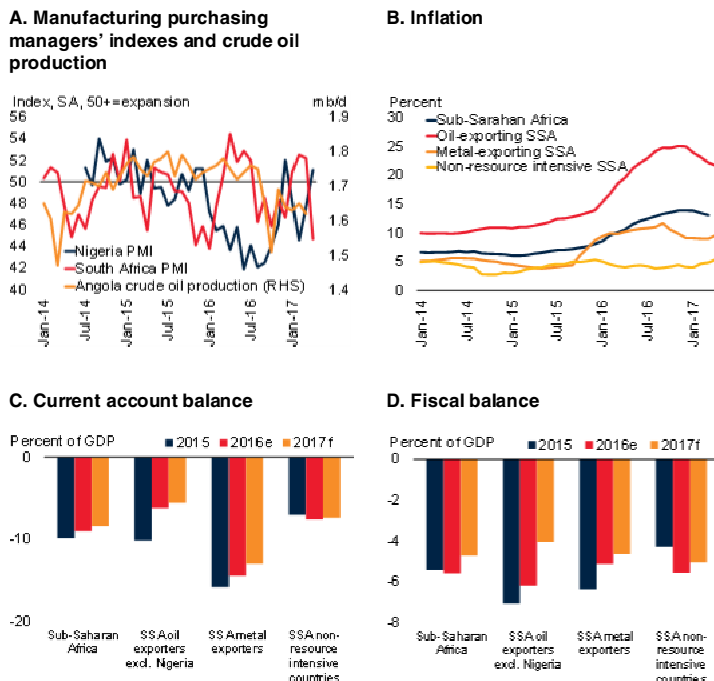 A. Manufacturing purchasing
managers’ indexes and crude oil
production
Index, SA, 50+=expansion
mb/d
56
54
52
50
48
46
44
42
40
1.9
1.8
1.7
1.6
1.5
1.4
Nigeria PMI
South Africa PMI
Angola crude oil production (RHS)
Jan-14
Jul-14
Jan-15
Jul-15
Jan-16
Jul-16
Jan-17
B. Inflation
Percent
30
25
20
15
10
5
0
Sub-Sarahan Africa
Oil-exporting SSA
Metal-exporting SSA
Non-resource intensive SSA
Jan-14
Jul-14
Jan-15
Jul-15
Jan-16
Jul-16
Jan-17
C. Current account balance
Percent of GDP
2015 2016e 2017f
0
-10
-20
Sub-Saharan
Africa
SSA oil
exporters
excl. Nigeria
SSA metal
exporters
SSA non-
resource
intensive
countries
D. Fiscal balance
Percent of GDP
2015 2016e 2017f
0
-2
-4
-6
-8
Sub-Saharan
Africa
SSA oil
exporters
excl. Nigeria
SSA metal
exporters
SSA non-
resource
intensive
countries